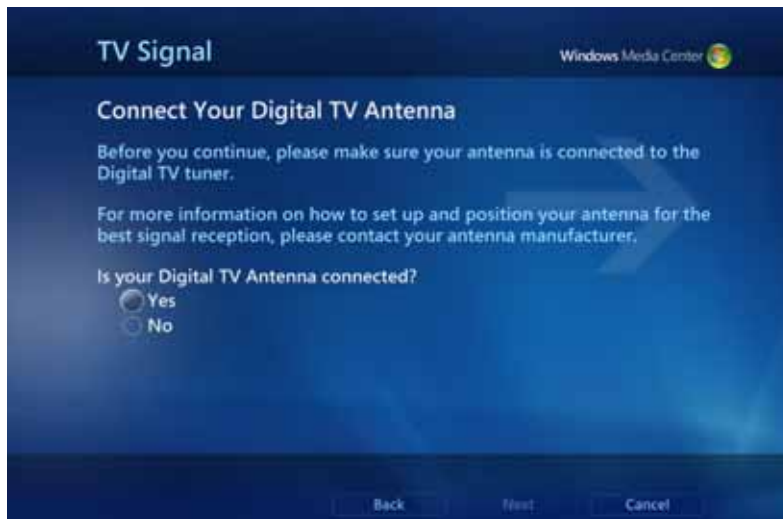 TV Signal
Windows Media Center
Connect Your Digital TV Antenna
Before you continue, please make sure your antenna is connected to the
Digital TV tuner.
For more information on how to set up and position your antenna for the
best signal reception, please contact your antenna manufacturer.
Is your Digital TV Antenna connected?
Yes
No
Back
Next
Cancel